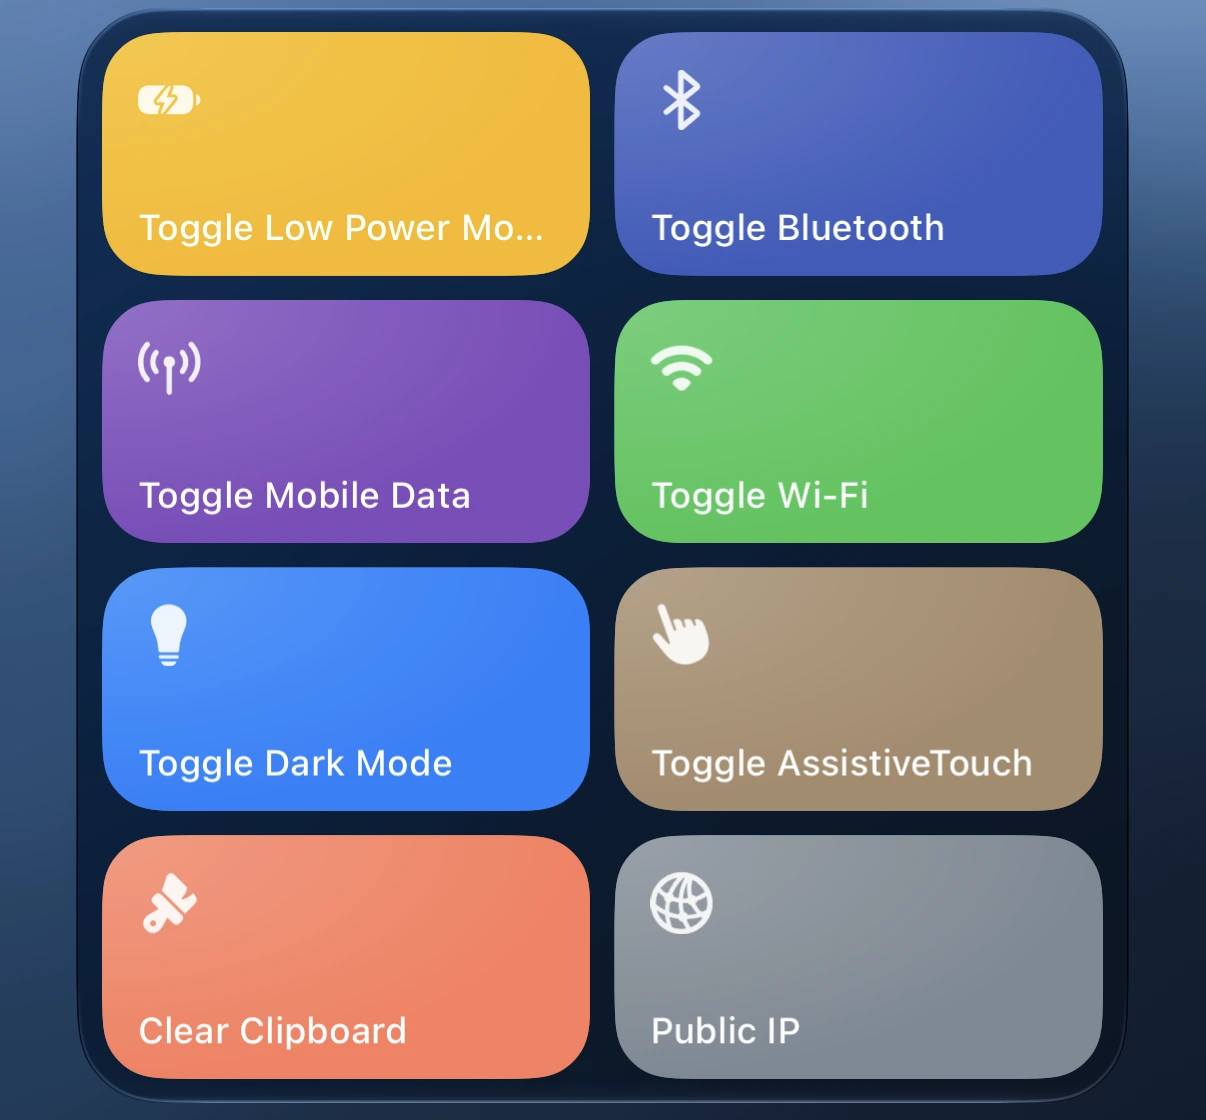 Toggle Low Power Mo...
Toggle Bluetooth
Toggle Mobile Data
Toggle Wi-Fi
Toggle Dark Mode
Toggle AssistiveTouch
Clear Clipboard
Public IP